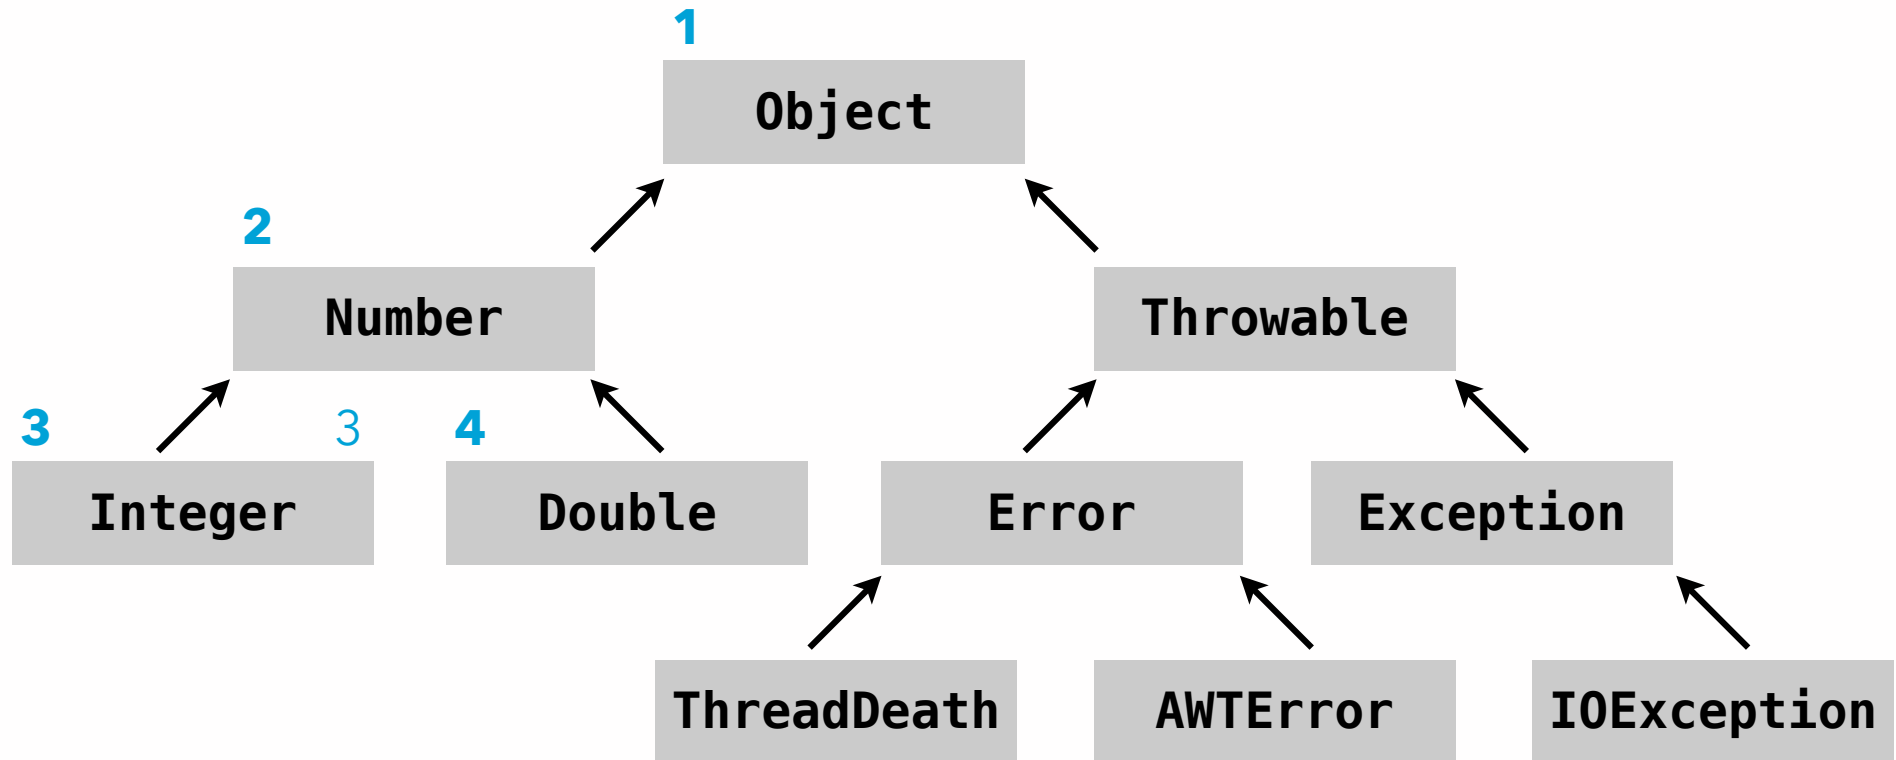 1
Object
2
Number
Throwable
3 3 4
Integer
Double
Error
Exception
ThreadDeath
AWTError
IOException